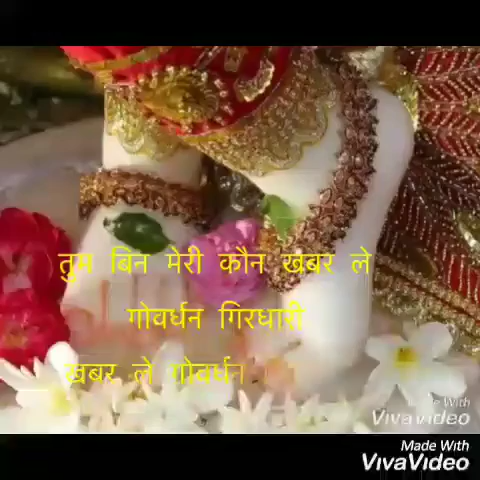 तुम बिन मेरी कौन खबर ले
गोवर्धन गिरधारी
खबर ले गोवर्धन
Made With
VivaVideo
Made With
VivaVideo